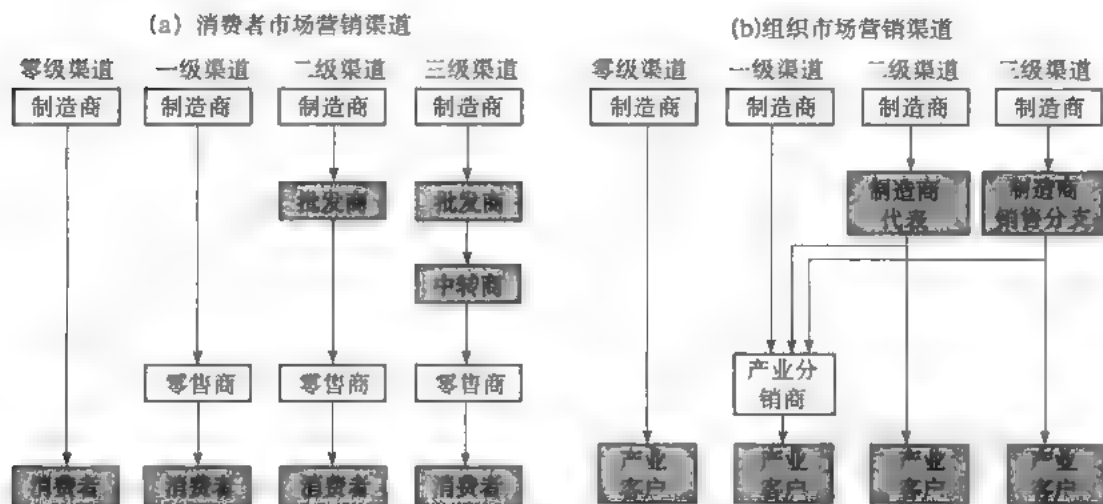 (a) 消费者市场营销渠道
(b)组织市场营销渠道
零级渠道 一级渠道 二级渠道 三级渠道
零级渠道 一级渠道 二级渠道 三级渠道
制造商 制造商 制造商 制造商
制造商 制造商 制造商 制造商
批发商 批发商
制造商
代表
制造商
销售分支
中转商
零售商 零售商 零售商
产业分
销商
消费者 消费者 消费者 消费者
产业
客户
产业
客户
产业
客户
产业
客户